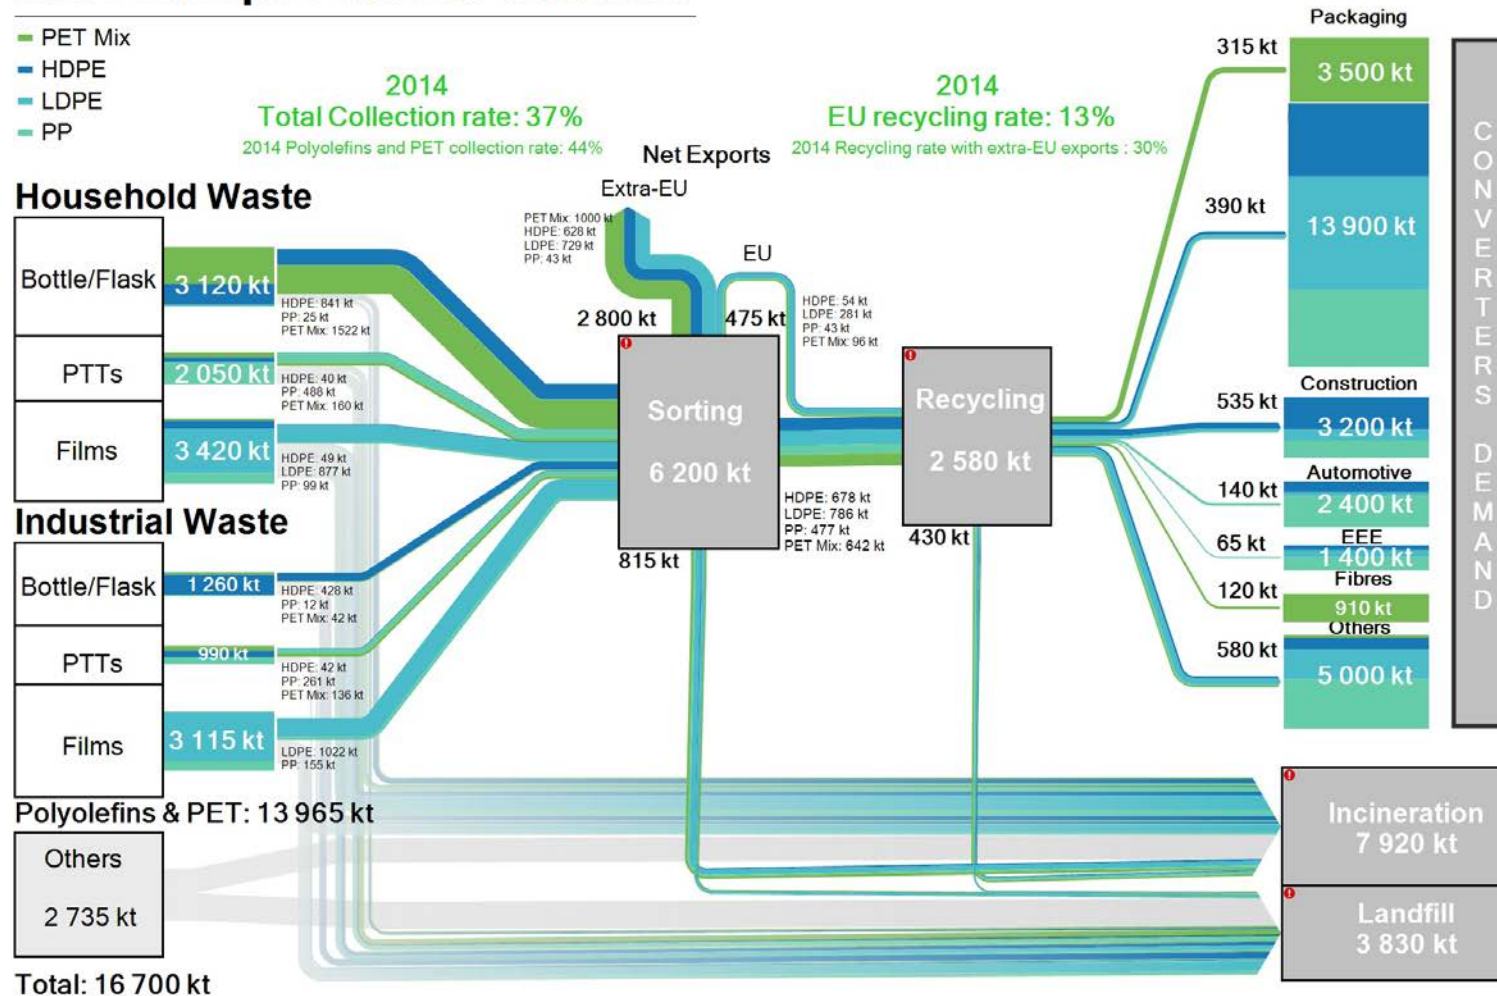 PET Mix
HDPE
LDPE
PP
2014
Total Collection rate: 37%
2014 Polyolefins and PET collection rate: 44%
2014
EU recycling rate: 13%
2014 Recycling rate with extra-EU exports : 30%
Net Exports
Extra-EU
PET Mix: 1000 kt
HDPE: 628 kt
LDPE: 729 kt
PP: 43 kt
EU
2 800 kt
475 kt
HDPE: 54 kt
LDPE: 281 kt
PP: 43 kt
PET Mix: 96 kt
Household Waste
Bottle/Flask
3 120 kt
HDPE: 841 kt
PP: 25 kt
PET Mix: 1522 kt
PTTs
2 050 kt
HDPE: 40 kt
PP: 488 kt
PET Mix: 160 kt
Films
3 420 kt
HDPE: 49 kt
LDPE: 877 kt
PP: 99 kt
Industrial Waste
Bottle/Flask
1 260 kt
HDPE: 428 kt
PP: 12 kt
PET Mix: 42 kt
PTTs
990 kt
HDPE: 42 kt
PP: 261 kt
PET Mix: 136 kt
Films
3 115 kt
LDPE: 1022 kt
PP: 155 kt
Polyolefins & PET: 13 965 kt
Others
2 735 kt
Total: 16 700 kt
Sorting
6 200 kt
815 kt
HDPE: 678 kt
LDPE: 786 kt
PP: 477 kt
PET Mix: 642 kt
Recycling
2 580 kt
430 kt
Packaging
315 kt
3 500 kt
390 kt
13 900 kt
Construction
535 kt
3 200 kt
Automotive
140 kt
2 400 kt
EEE
65 kt
1 400 kt
Fibres
120 kt
910 kt
Others
580 kt
5 000 kt
CONVERTERS DEMAND
Incineration
7 920 kt
Landfill
3 830 kt